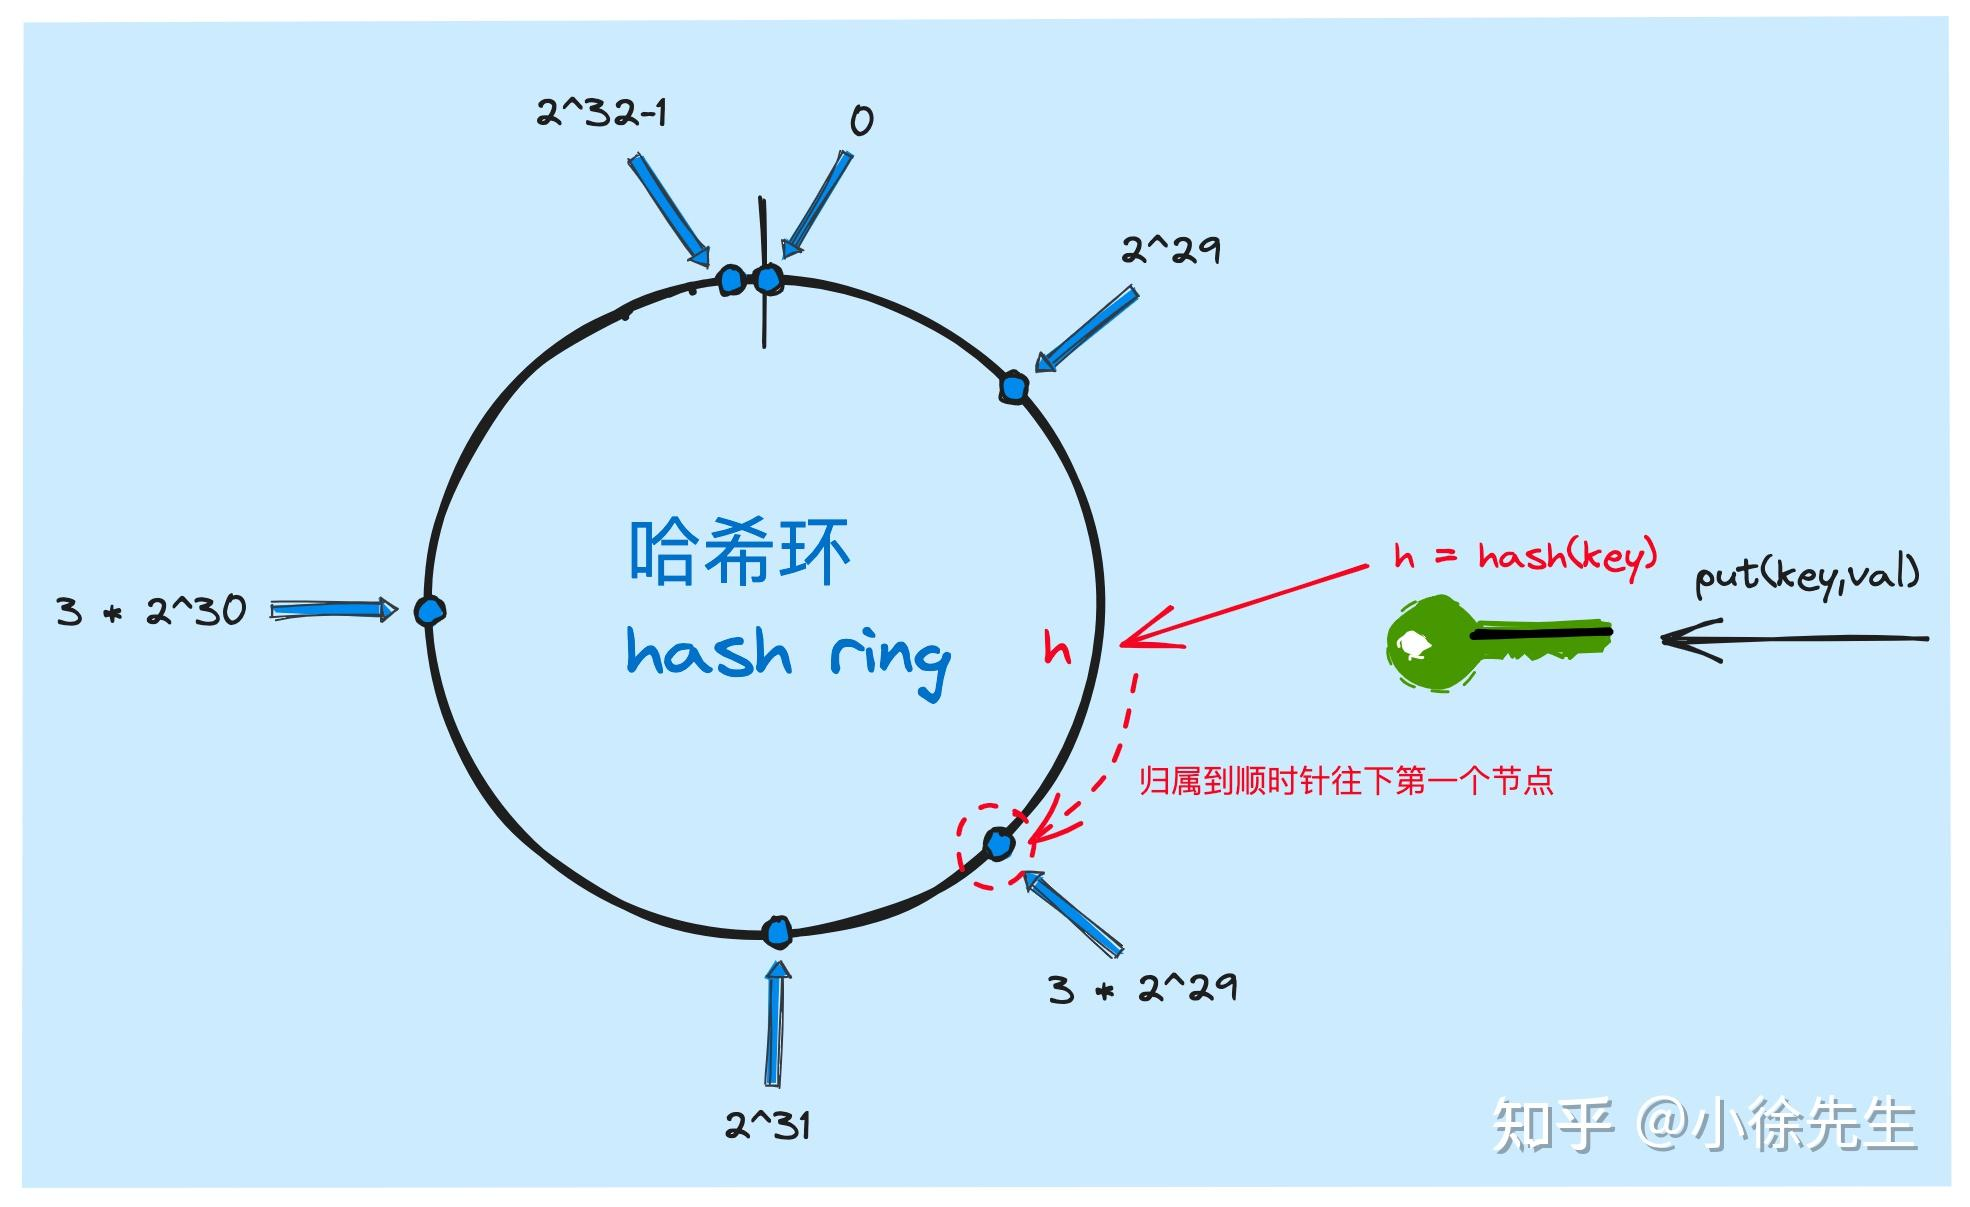 2^32-1
0
2^29
哈希环
hash ring
3 * 2^30
h = hash(key)
put(key,val)
h
归属到顺时针往下第一个节点
3 * 2^29
2^31
知乎 @小徐先生